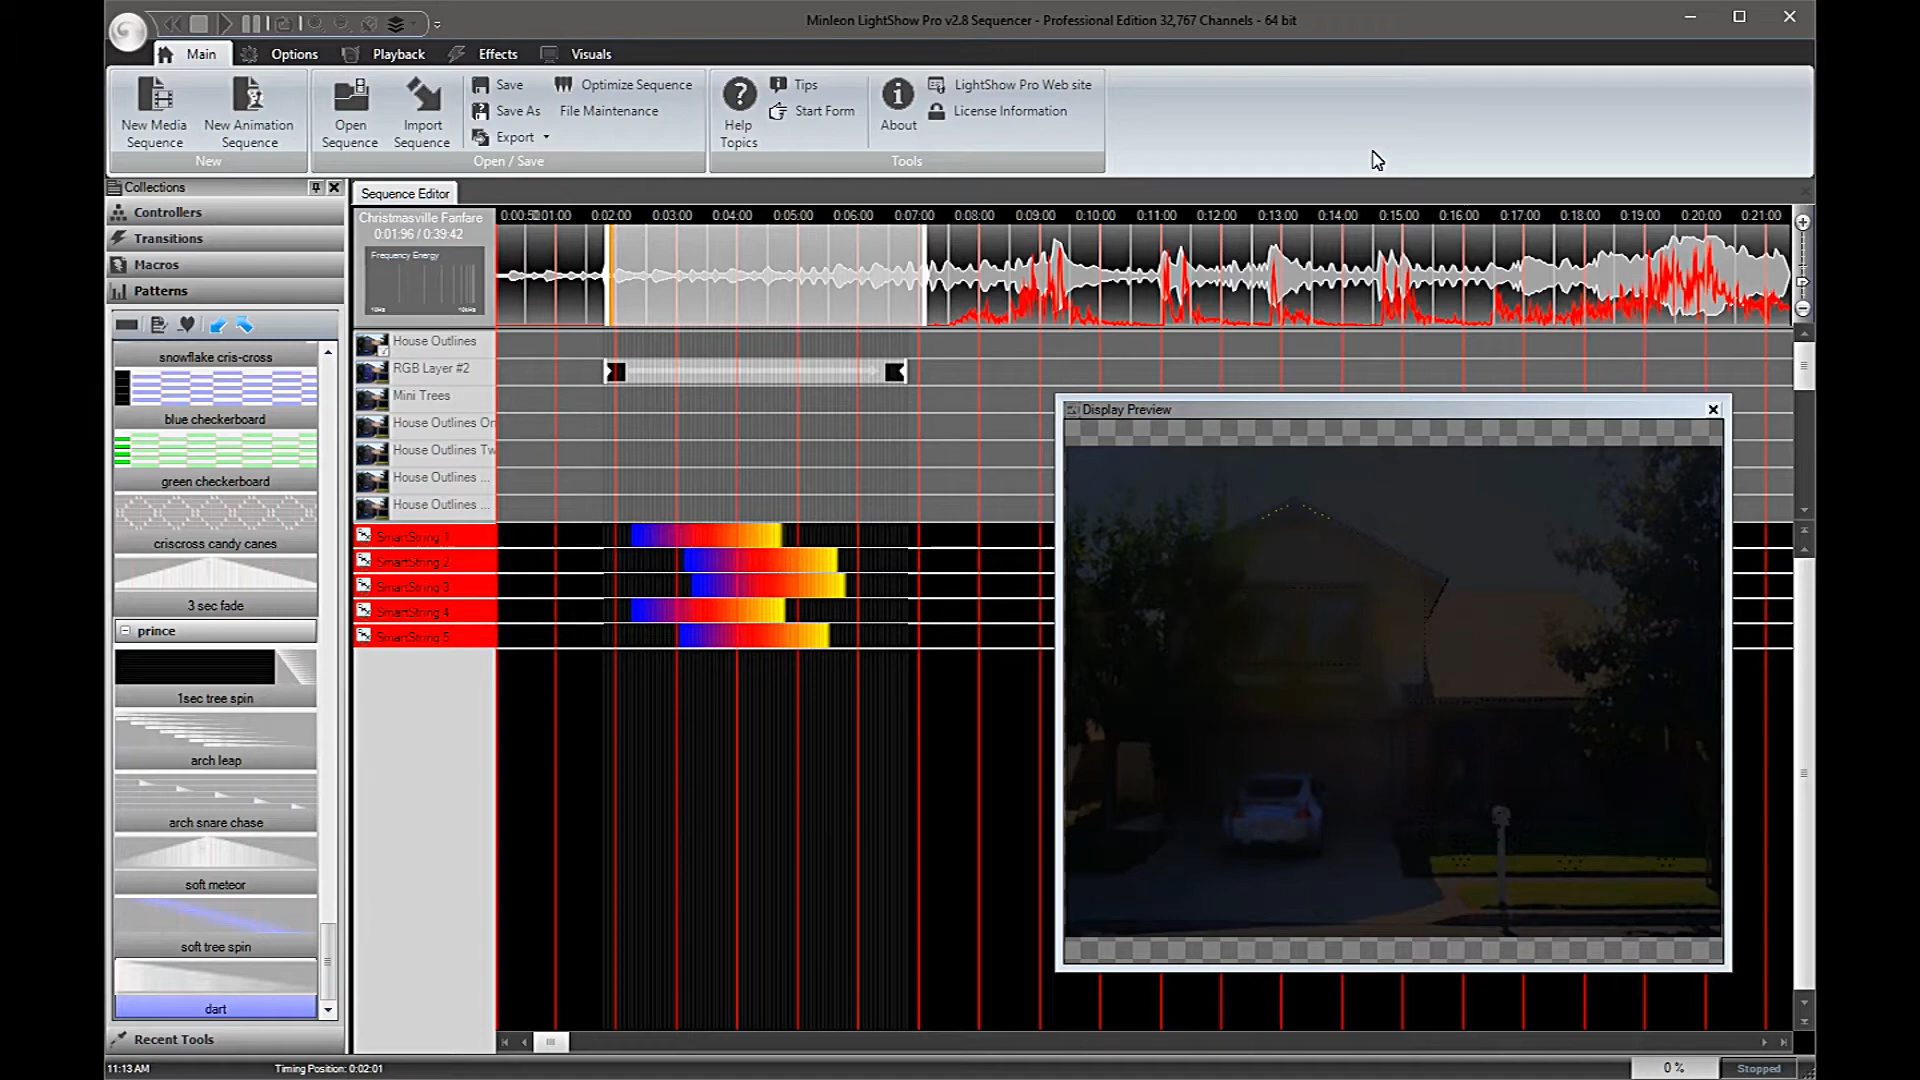 Minleon LightShow Pro v2.8 Sequencer - Professional Edition 32,767 Channels - 64 bit
Main
Options
Playback
Effects
Visuals
New Media Sequence
New Animation Sequence
New
Open Sequence
Import Sequence
Save
Save As
Export
Optimize Sequence
File Maintenance
Open / Save
Help Topics
Tips
Start Form
About
LightShow Pro Web site
License Information
Tools
Collections
Controllers
Transitions
Macros
Patterns
snowflake cris-cross
blue checkerboard
green checkerboard
criscross candy canes
3 sec fade
prince
1sec tree spin
arch leap
arch snare chase
soft meteor
soft tree spin
dart
Recent Tools
Sequence Editor
Christmasville Fanfare
0:01:96 / 0:39:42
Frequency Energy
0:01:00 0:02:00 0:03:00 0:04:00 0:05:00 0:06:00 0:07:00 0:08:00 0:09:00 0:10:00 0:11:00 0:12:00 0:13:00 0:14:00 0:15:00 0:16:00 0:17:00 0:18:00 0:19:00 0:20:00 0:21:00
House Outlines
RGB Layer #2
Mini Trees
House Outlines On
House Outlines Tw
House Outlines ...
House Outlines ...
SmartString 1
SmartString 2
SmartString 3
SmartString 4
SmartString 5
Display Preview
11:13 AM
Timing Position: 0:02:01
0 %
Stopped